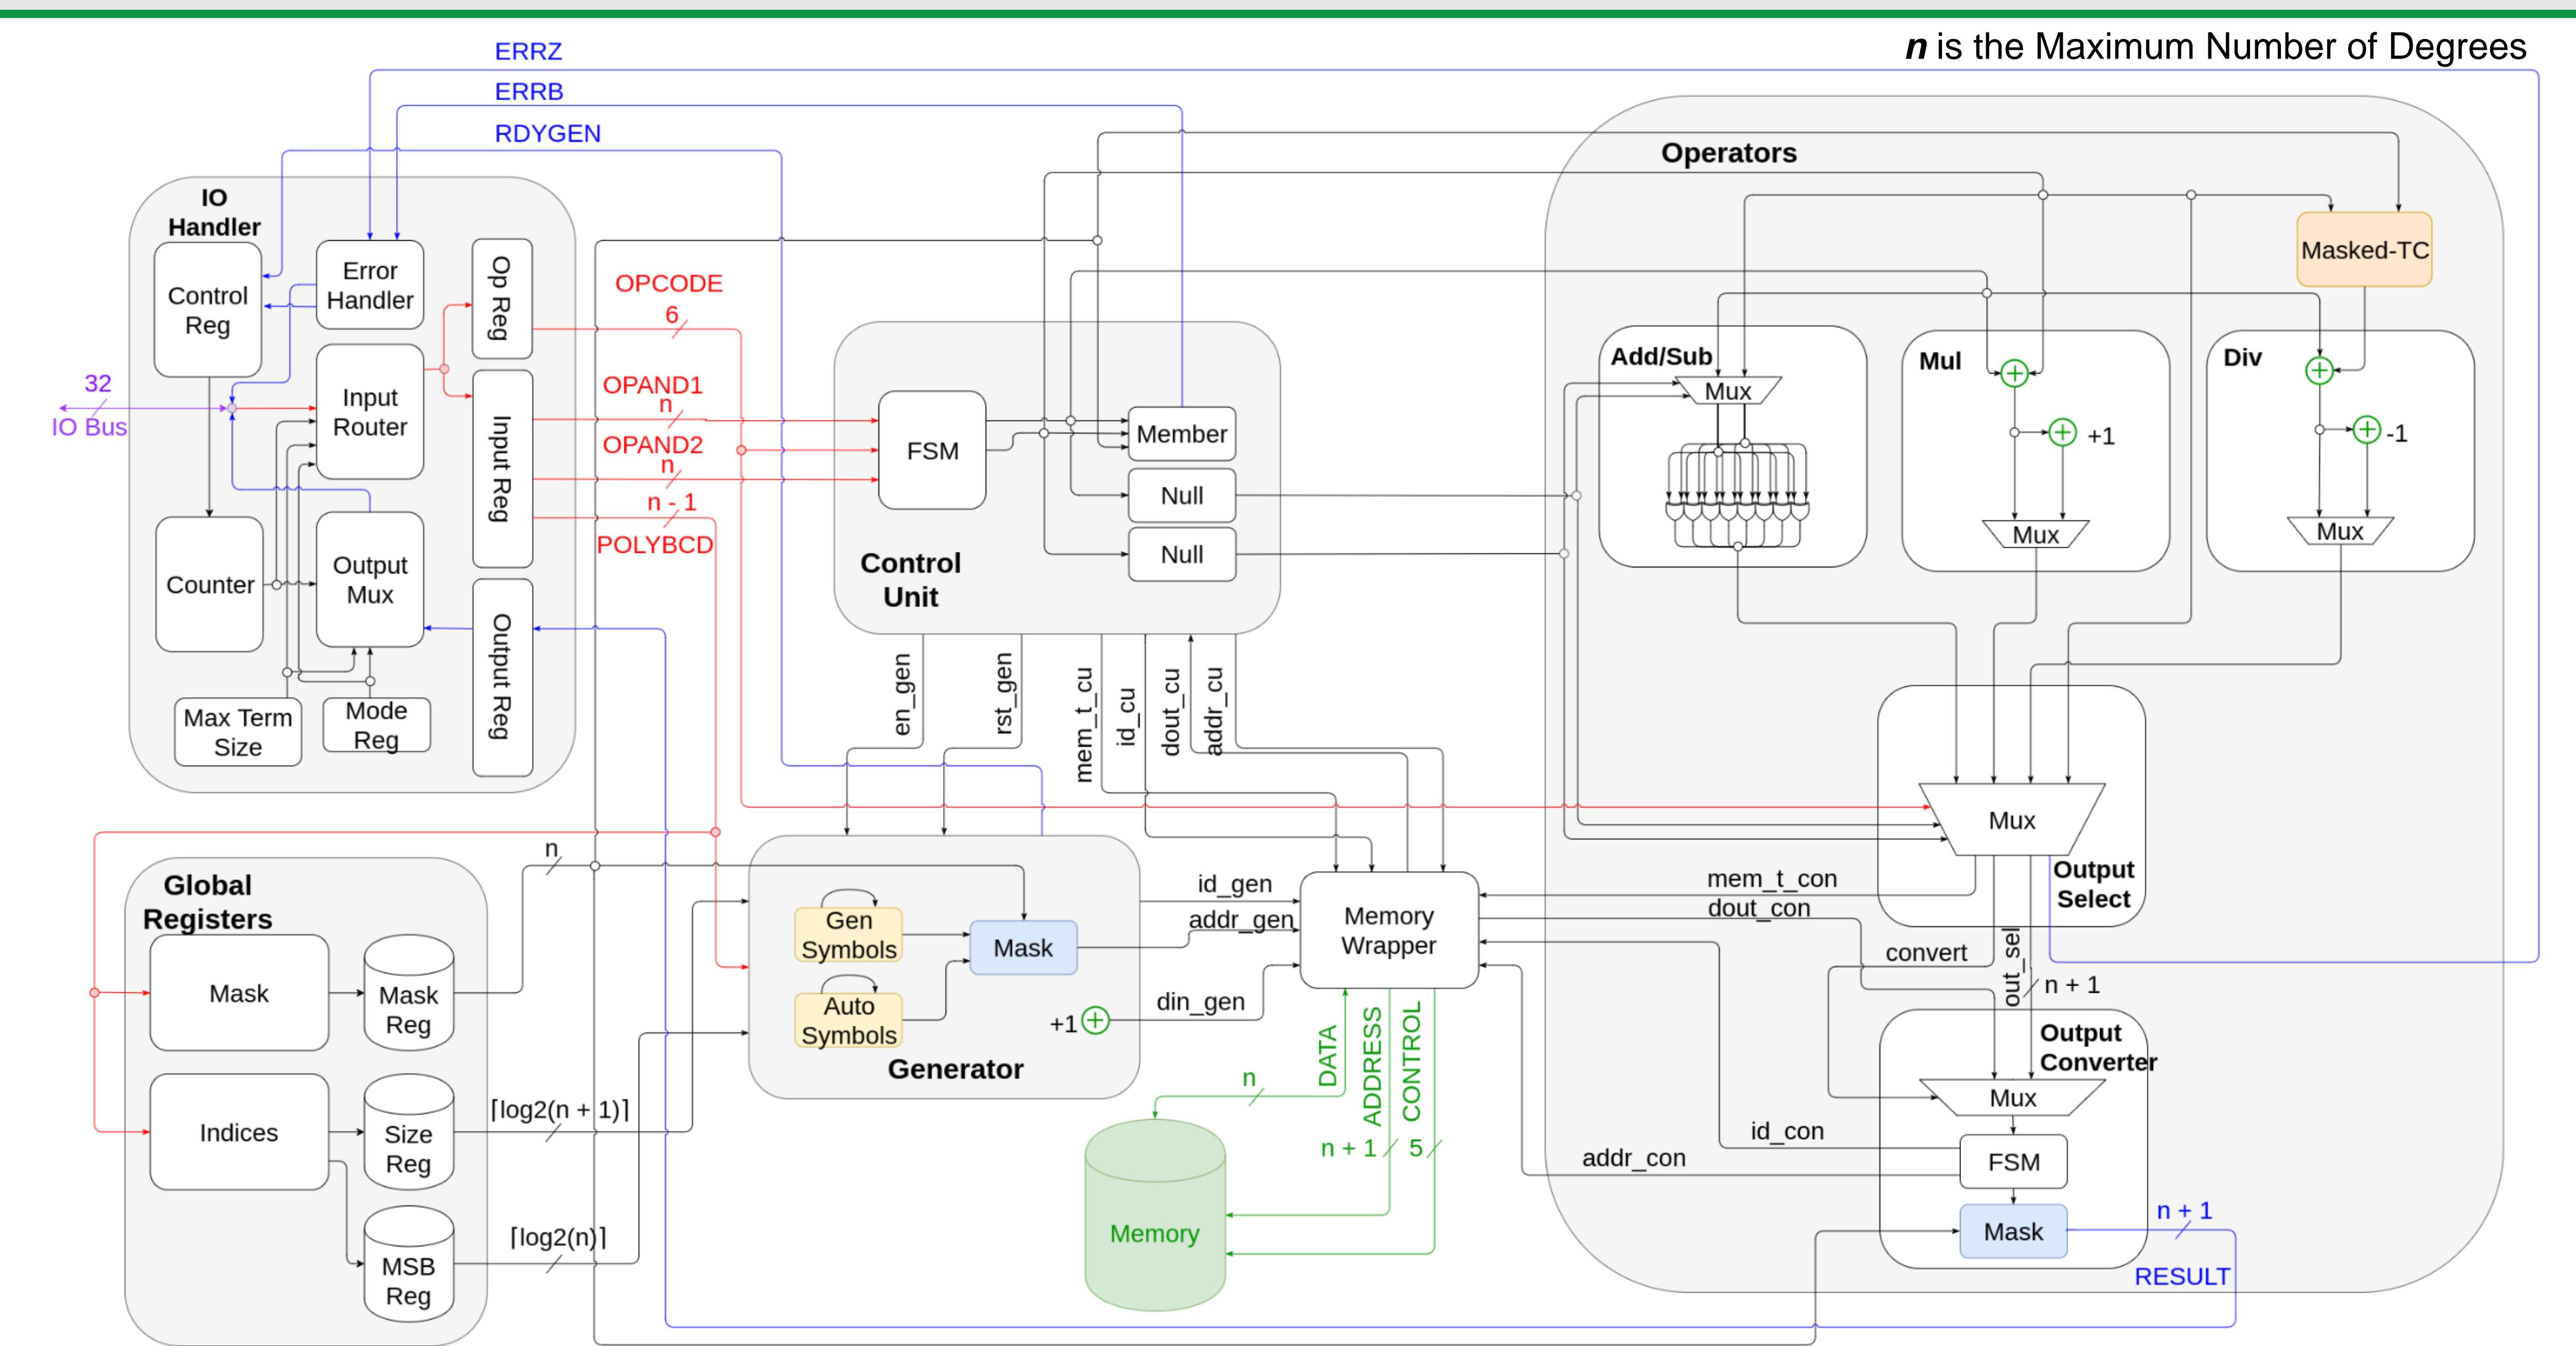 n is the Maximum Number of Degrees
ERRZ
ERRB
RDYGEN
IO
Handler
Control
Reg
Error
Handler
Op Reg
Input
Router
Input Reg
32
IO Bus
Counter
Output
Mux
Output Reg
Max Term
Size
Mode
Reg
OPCODE
6
OPAND1
n
OPAND2
n
n - 1
POLYBCD
FSM
Member
Null
Null
Control
Unit
en_gen
rst_gen
mem_t_cu
id_cu
dout_cu
addr_cu
Operators
Masked-TC
Add/Sub
Mux
Mul
+1
Mux
Div
-1
Mux
Mux
Output
Select
mem_t_con
dout_con
convert
out_sel
n + 1
Output
Converter
Mux
FSM
Mask
id_con
addr_con
n + 1
RESULT
Global
Registers
Mask
Mask
Reg
Indices
Size
Reg
MSB
Reg
n
⌈log2(n + 1)⌉
⌈log2(n)⌉
Gen
Symbols
Auto
Symbols
Mask
+1
Generator
id_gen
addr_gen
din_gen
Memory
Wrapper
DATA
ADDRESS
CONTROL
n
n + 1
5
Memory